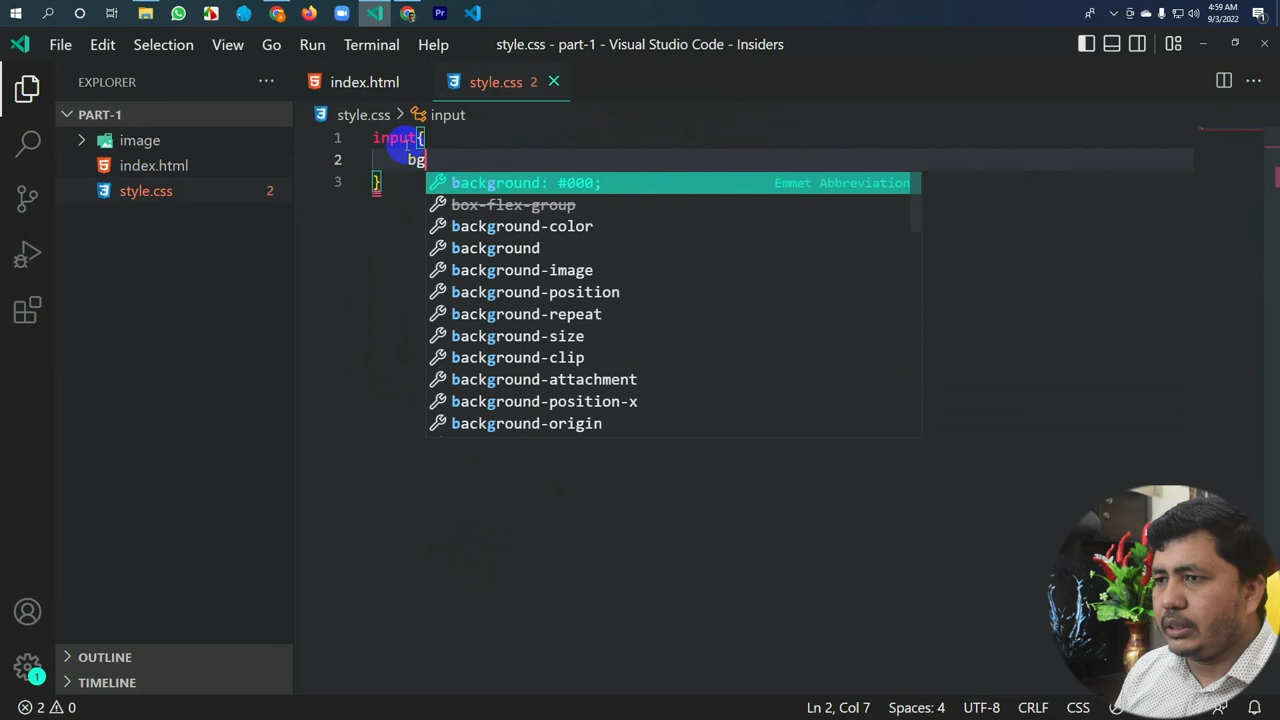 4:59 AM
9/3/2022
File Edit Selection View Go Run Terminal Help
style.css - part-1 - Visual Studio Code - Insiders
EXPLORER
index.html
style.css 2
PART-1
style.css > input
image
index.html
style.css 2
1 input{
2 bg
3 }
background: #000; Emmet Abbreviation
box-flex-group
background-color
background
background-image
background-position
background-repeat
background-size
background-clip
background-attachment
background-position-x
background-origin
OUTLINE
TIMELINE
1
2 0
Ln 2, Col 7 Spaces: 4 UTF-8 CRLF CSS